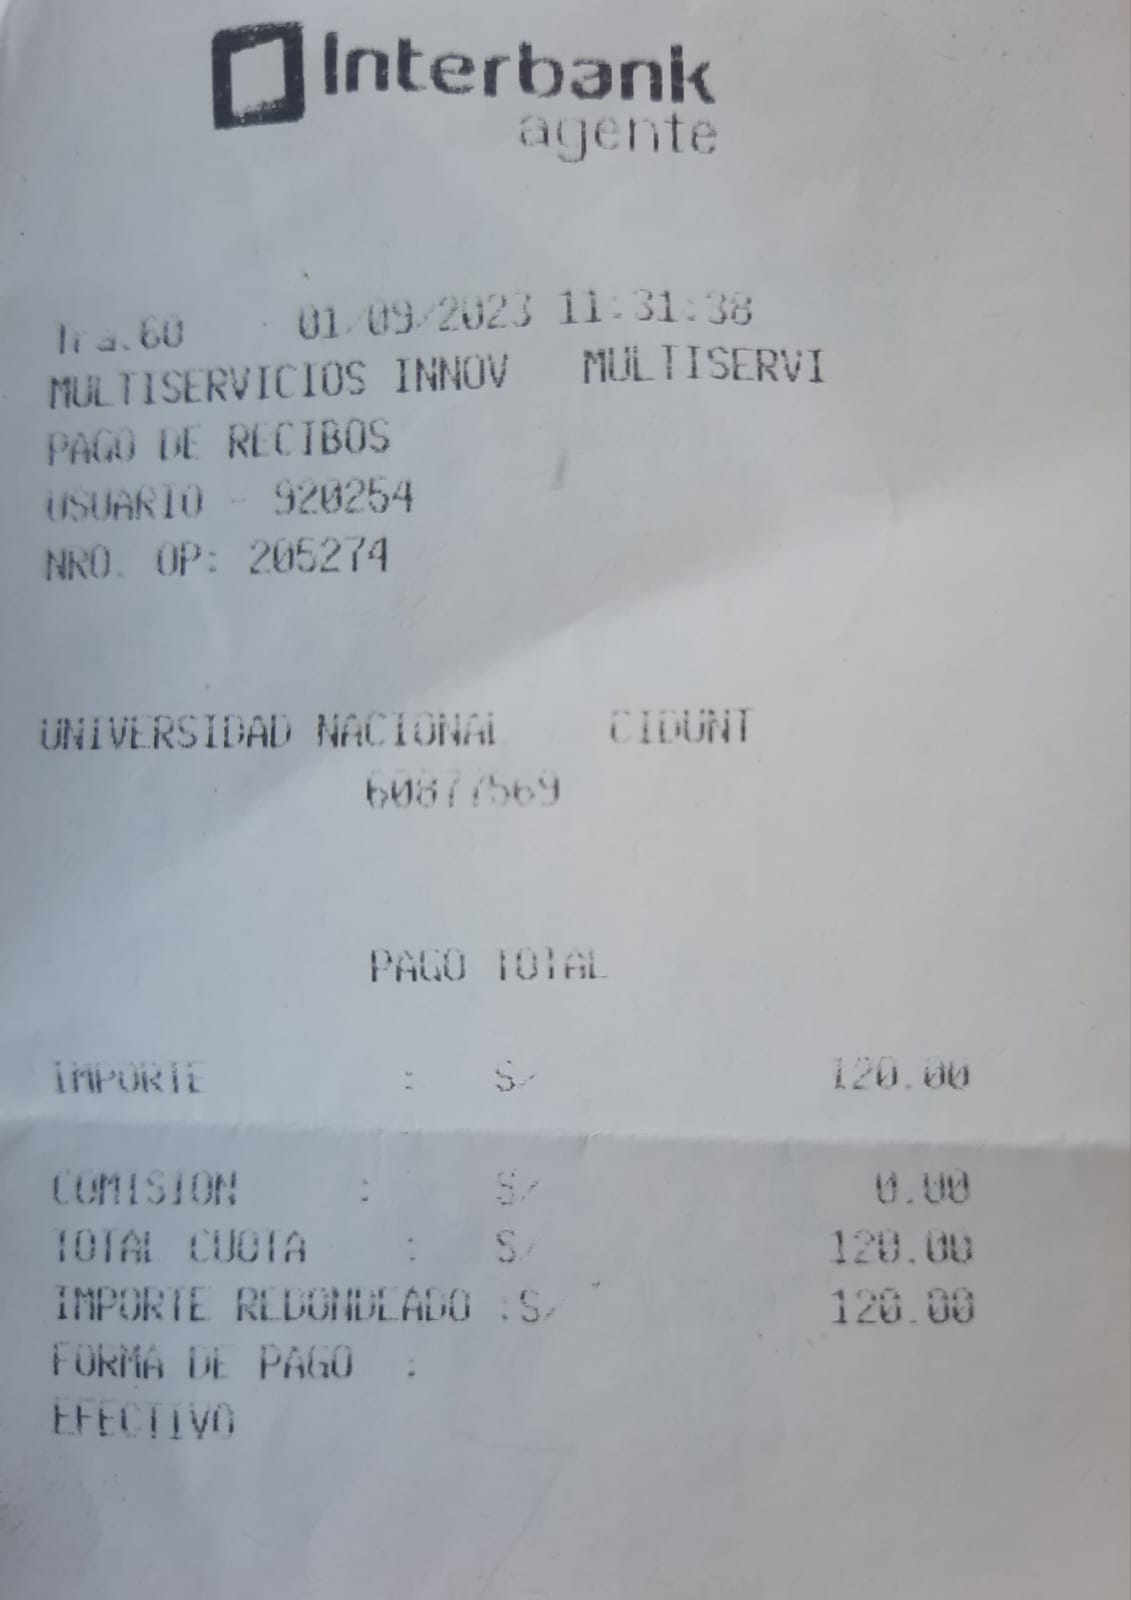 Interbank
agente
Tra.60 01/09/2023 11:31:38
MULTISERVICIOS INNOV MULTISERVI
PAGO DE RECIBOS
USUARIO - 920254
NRO. OP: 205274
UNIVERSIDAD NACIONAL CIDUNT
60877569
PAGO TOTAL
IMPORTE : S/ 120.00
COMISION : S/ 0.00
TOTAL CUOTA : S/ 120.00
IMPORTE REDONDEADO :S/ 120.00
FORMA DE PAGO :
EFECTIVO